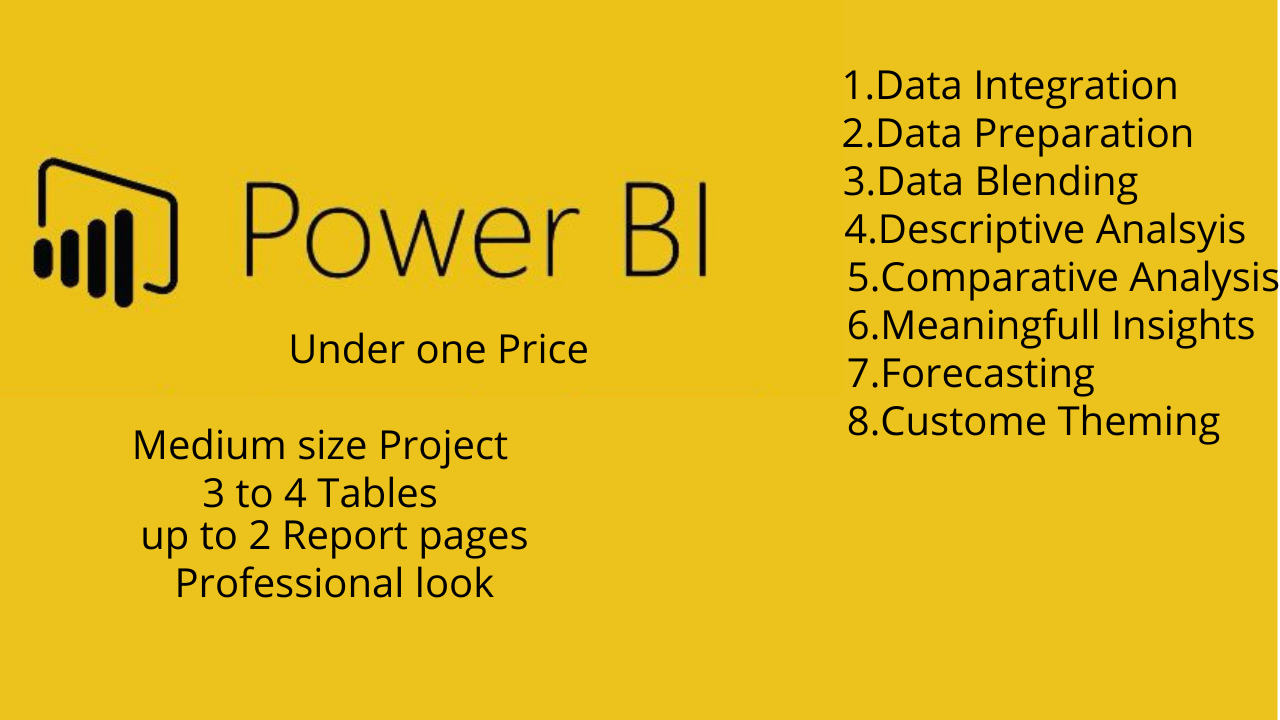 Power BI
Under one Price
Medium size Project
3 to 4 Tables
up to 2 Report pages
Professional look
1.Data Integration
2.Data Preparation
3.Data Blending
4.Descriptive Analsyis
5.Comparative Analysis
6.Meaningfull Insights
7.Forecasting
8.Custome Theming